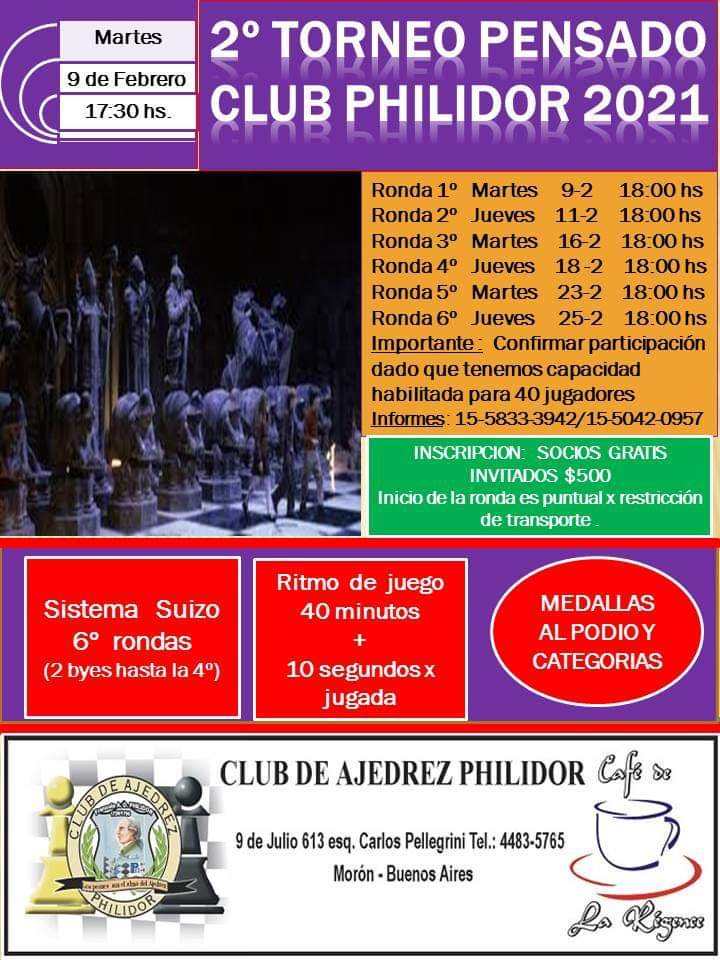 Martes
9 de Febrero
17:30 hs.
2º TORNEO PENSADO
CLUB PHILIDOR 2021
Ronda 1º Martes 9-2 18:00 hs
Ronda 2º Jueves 11-2 18:00 hs
Ronda 3º Martes 16-2 18:00 hs
Ronda 4º Jueves 18 -2 18:00 hs
Ronda 5º Martes 23-2 18:00 hs
Ronda 6º Jueves 25-2 18:00 hs
Importante : Confirmar participación
dado que tenemos capacidad
habilitada para 40 jugadores
Informes: 15-5833-3942/15-5042-0957
INSCRIPCION: SOCIOS GRATIS
INVITADOS $500
Inicio de la ronda es puntual x restricción
de transporte .
Sistema Suizo
6º rondas
(2 byes hasta la 4º)
Ritmo de juego
40 minutos
+
10 segundos x
jugada
MEDALLAS
AL PODIO Y
CATEGORIAS
CLUB DE AJEDREZ
PHILIDOR
CLUB DE AJEDREZ PHILIDOR
9 de Julio 613 esq. Carlos Pellegrini Tel.: 4483-5765
Morón - Buenos Aires
Café de
La Régence